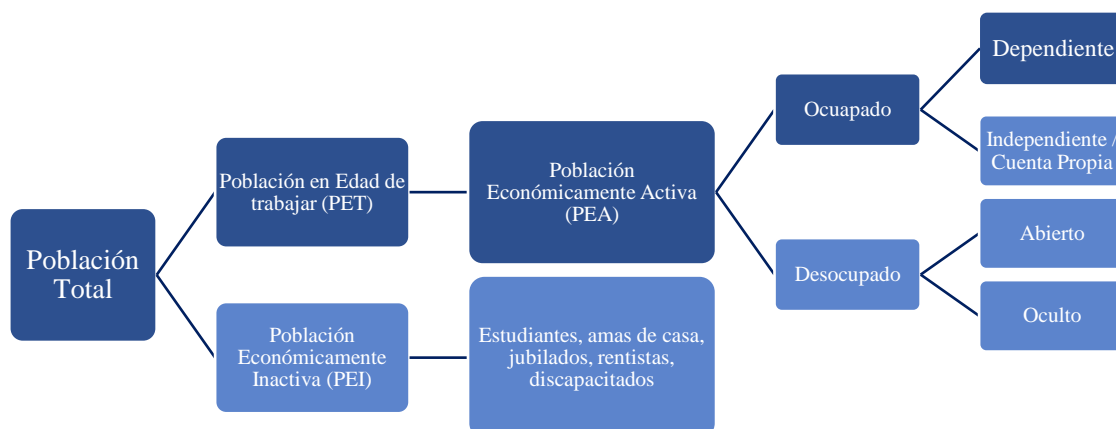 Población
Total
Población en Edad de
trabajar (PET)
Población
Económicamente Activa
(PEA)
Ocuapado
Dependiente
Independiente /
Cuenta Propia
Desocupado
Abierto
Oculto
Población
Económicamente
Inactiva (PEI)
Estudiantes, amas de casa,
jubilados, rentistas,
discapacitados